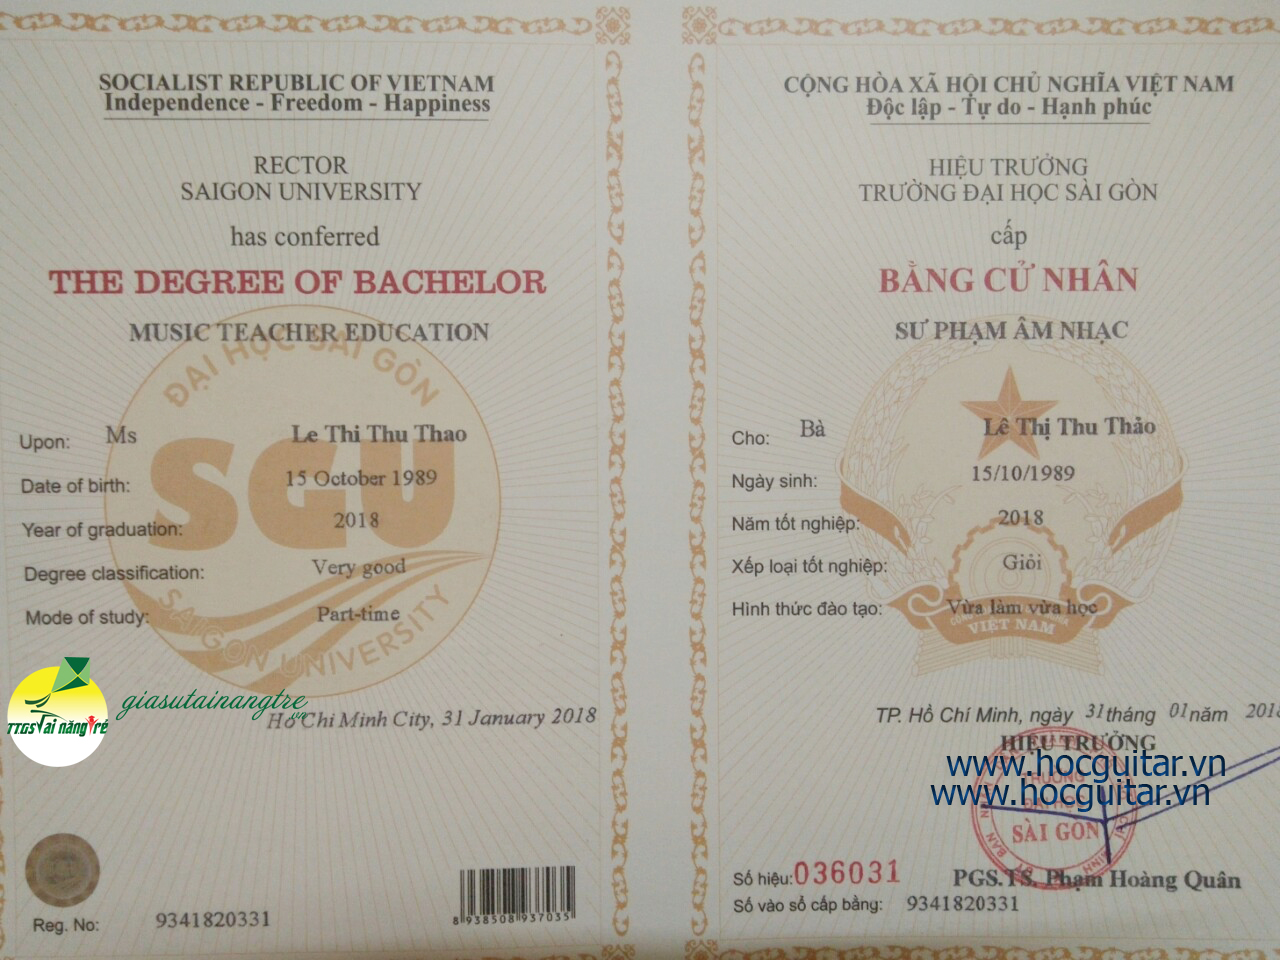 SOCIALIST REPUBLIC OF VIETNAM
Independence - Freedom - Happiness
RECTOR
SAIGON UNIVERSITY
has conferred
THE DEGREE OF BACHELOR
MUSIC TEACHER EDUCATION
ĐẠI HỌC SÀI GÒN
SGU
SAIGON UNIVERSITY
Upon: Ms Le Thi Thu Thao
Date of birth: 15 October 1989
Year of graduation: 2018
Degree classification: Very good
Mode of study: Part-time
TTGS Tài năng trẻ
giasutainangtre.vn
Ho Chi Minh City, 31 January 2018
Reg. No: 9341820331
8 938508 937035
CỘNG HÒA XÃ HỘI CHỦ NGHĨA VIỆT NAM
Độc lập - Tự do - Hạnh phúc
HIỆU TRƯỞNG
TRƯỜNG ĐẠI HỌC SÀI GÒN
cấp
BẰNG CỬ NHÂN
SƯ PHẠM ÂM NHẠC
Cho: Bà Lê Thị Thu Thảo
Ngày sinh: 15/10/1989
Năm tốt nghiệp: 2018
Xếp loại tốt nghiệp: Giỏi
Hình thức đào tạo: Vừa làm vừa học
VIỆT NAM
TP. Hồ Chí Minh, ngày 31 tháng 01 năm 2018
HIỆU TRƯỞNG
www.hocguitar.vn
www.hocguitar.vn
TRƯỜNG
ĐẠI HỌC
SÀI GÒN
Số hiệu: 036031
PGS.TS. Phạm Hoàng Quân
Số vào sổ cấp bằng: 9341820331